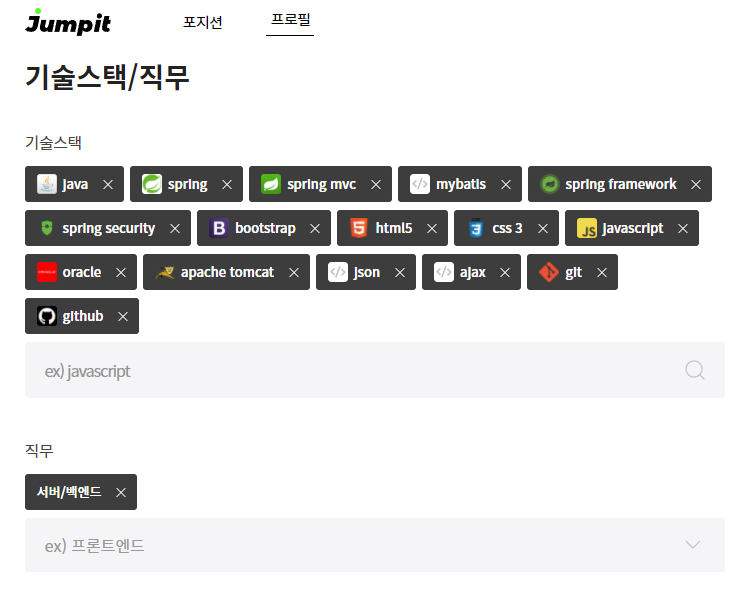 Jumpit 포지션 프로필
기술스택/직무
기술스택
java spring spring mvc mybatis spring framework
spring security bootstrap html5 css 3 javascript
oracle apache tomcat json ajax git
github
ex) javascript
직무
서버/백엔드
ex) 프론트엔드